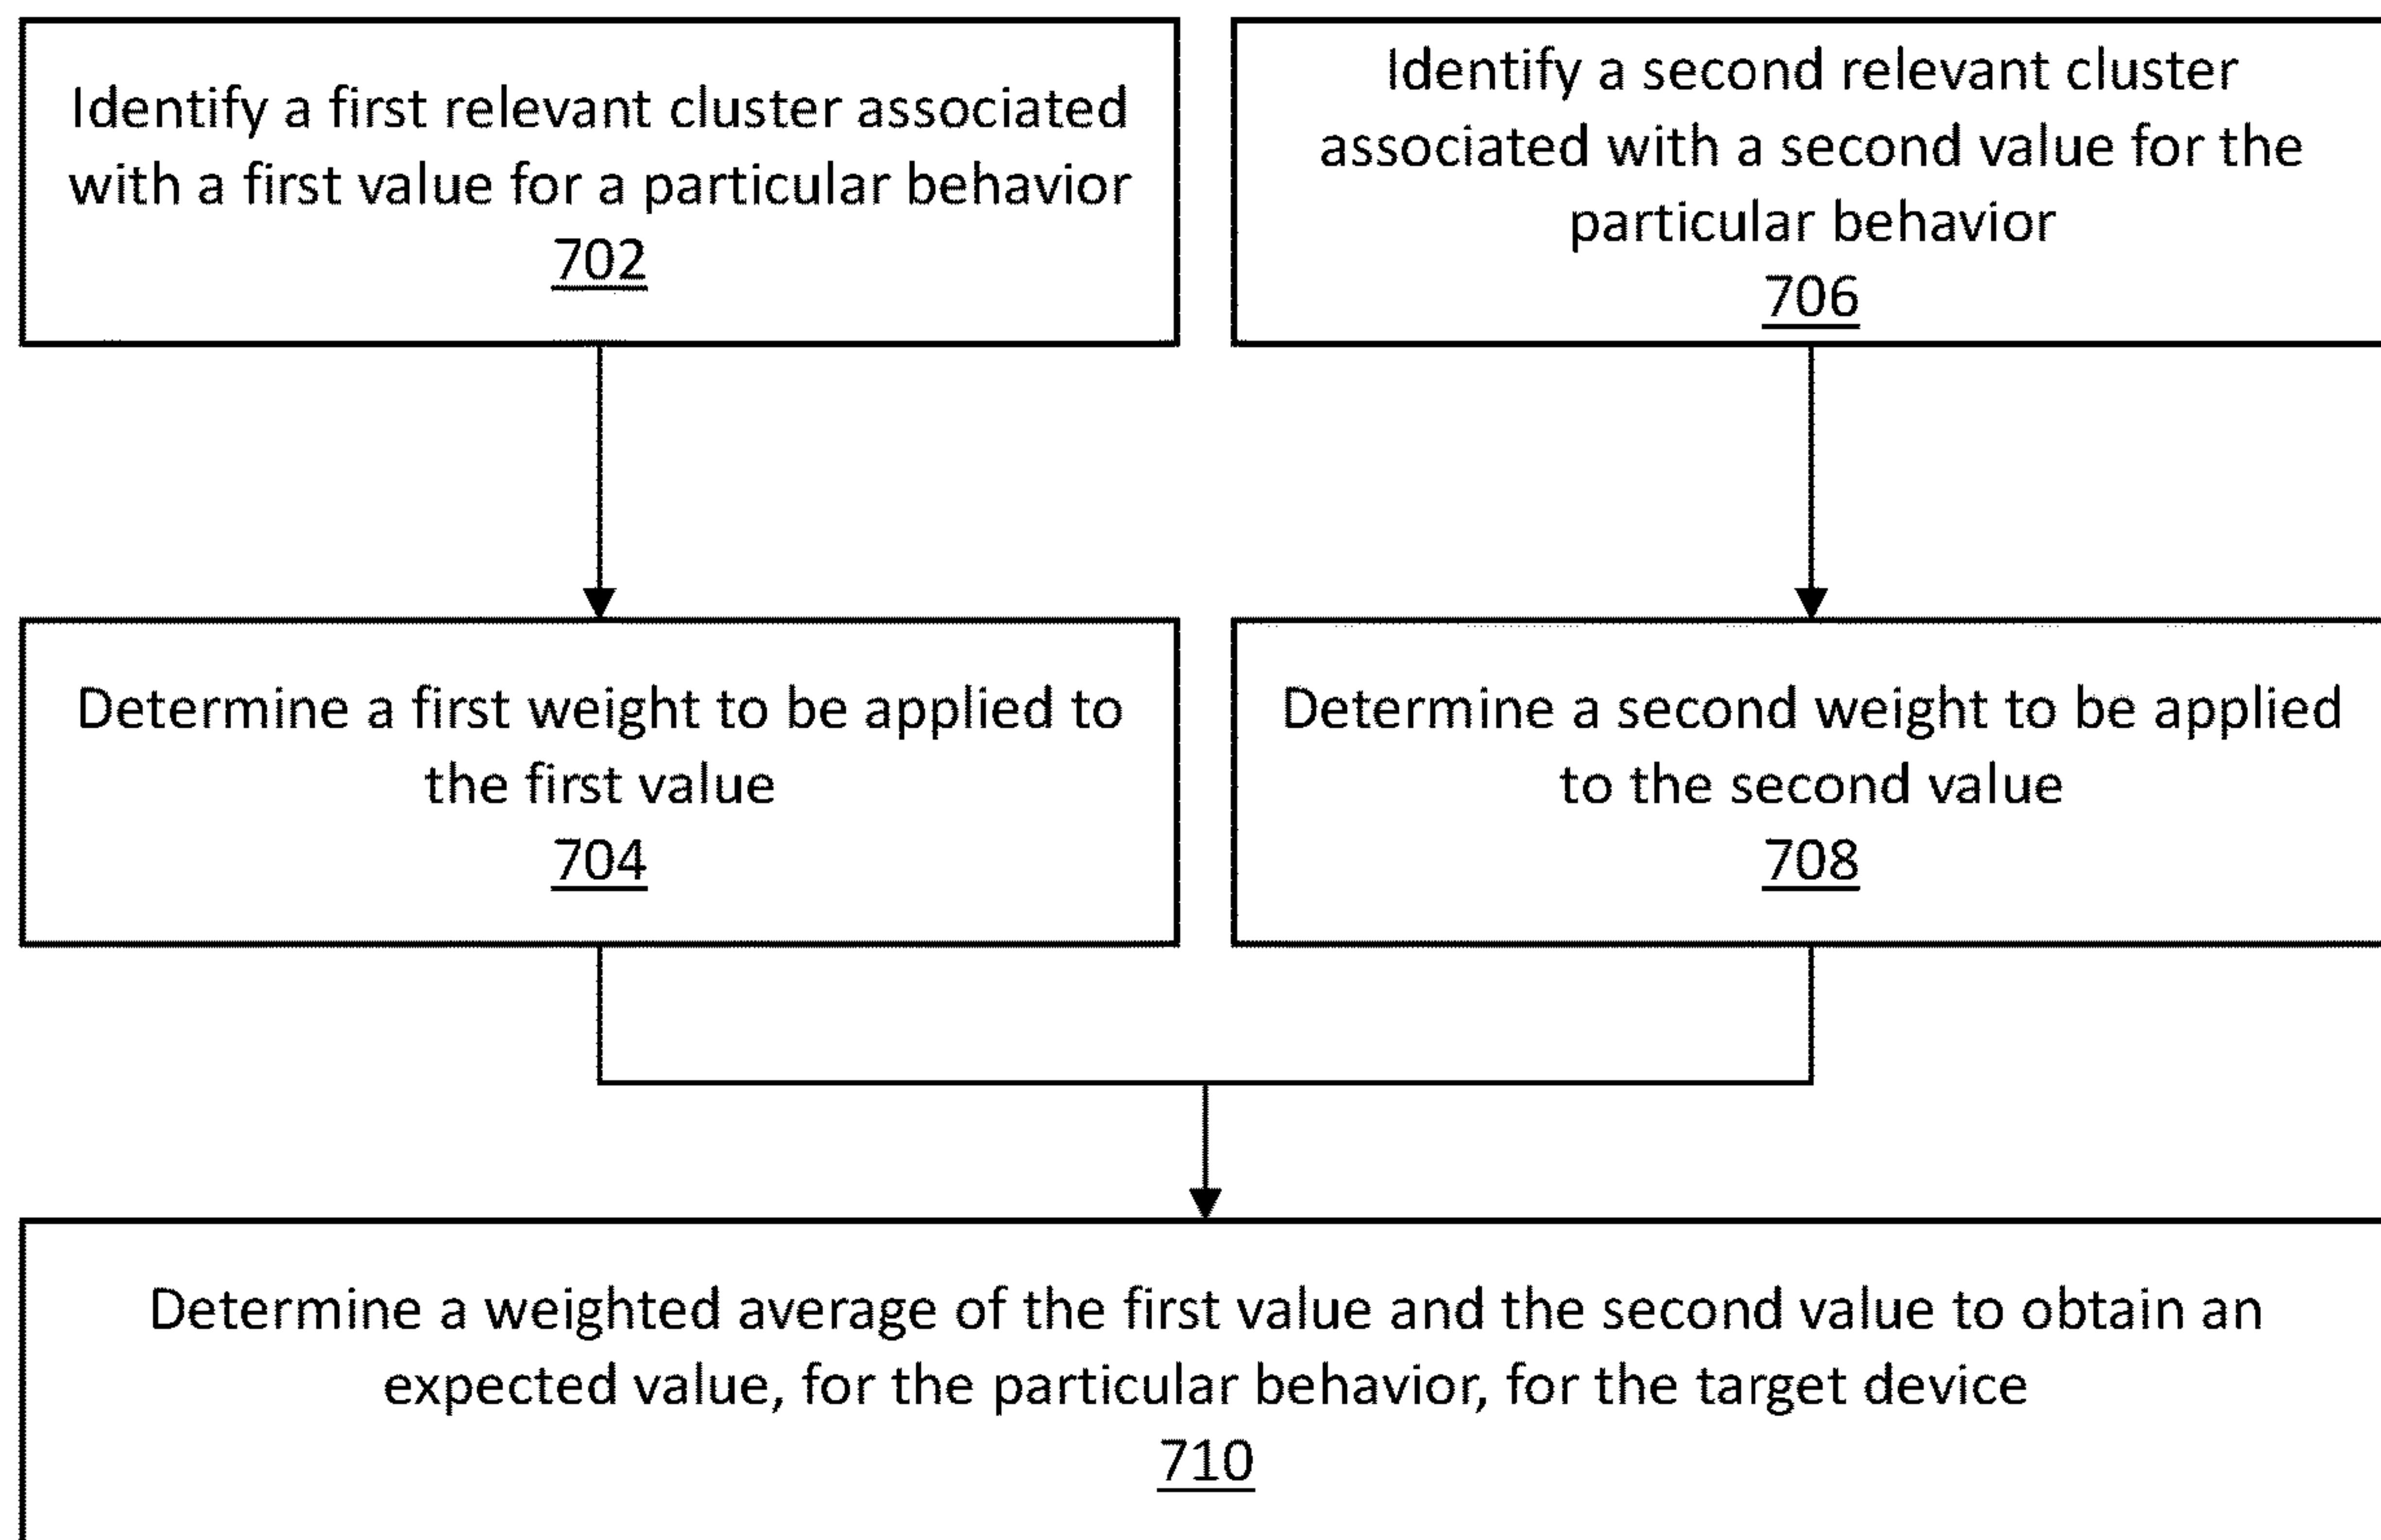 Identify a first relevant cluster associated
with a first value for a particular behavior
702
Identify a second relevant cluster
associated with a second value for the
particular behavior
706
Determine a first weight to be applied to
the first value
704
Determine a second weight to be applied
to the second value
708
Determine a weighted average of the first value and the second value to obtain an
expected value, for the particular behavior, for the target device
710